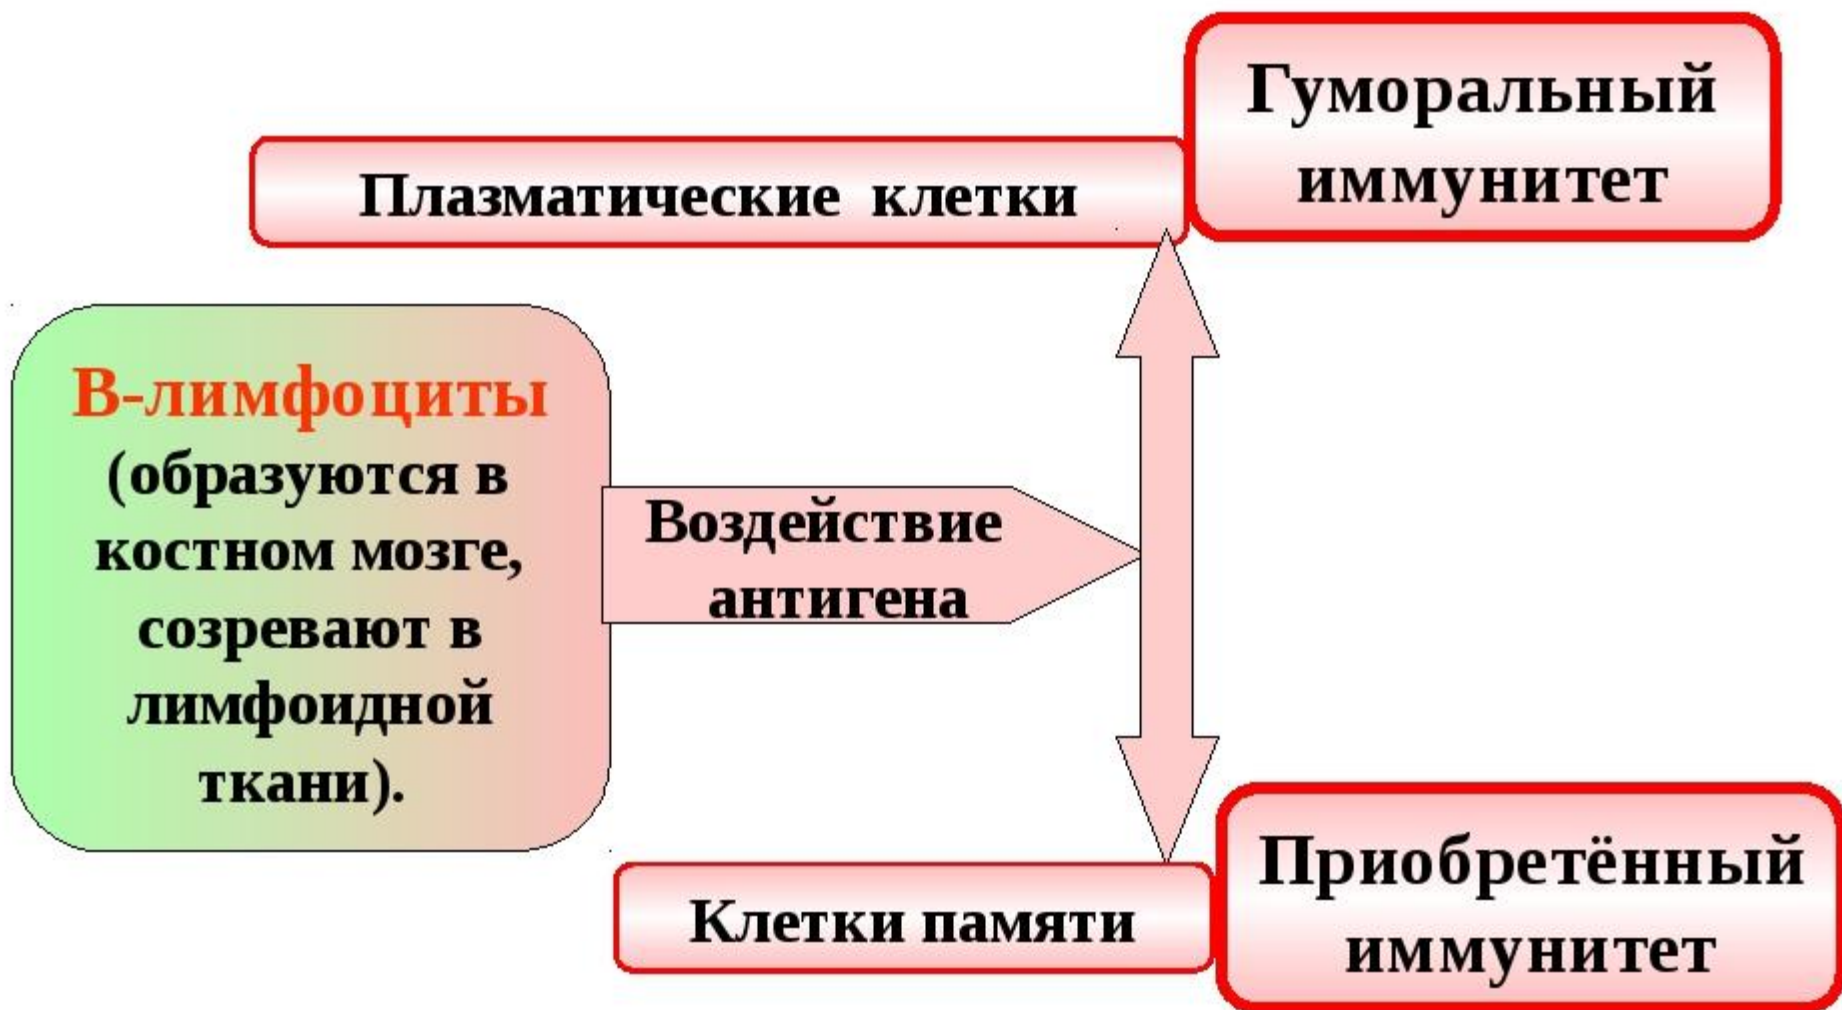 Гуморальный
иммунитет
Плазматические клетки
В-лимфоциты
(образуются в
костном мозге,
созревают в
лимфоидной
ткани).
Воздействие
антигена
Клетки памяти
Приобретённый
иммунитет